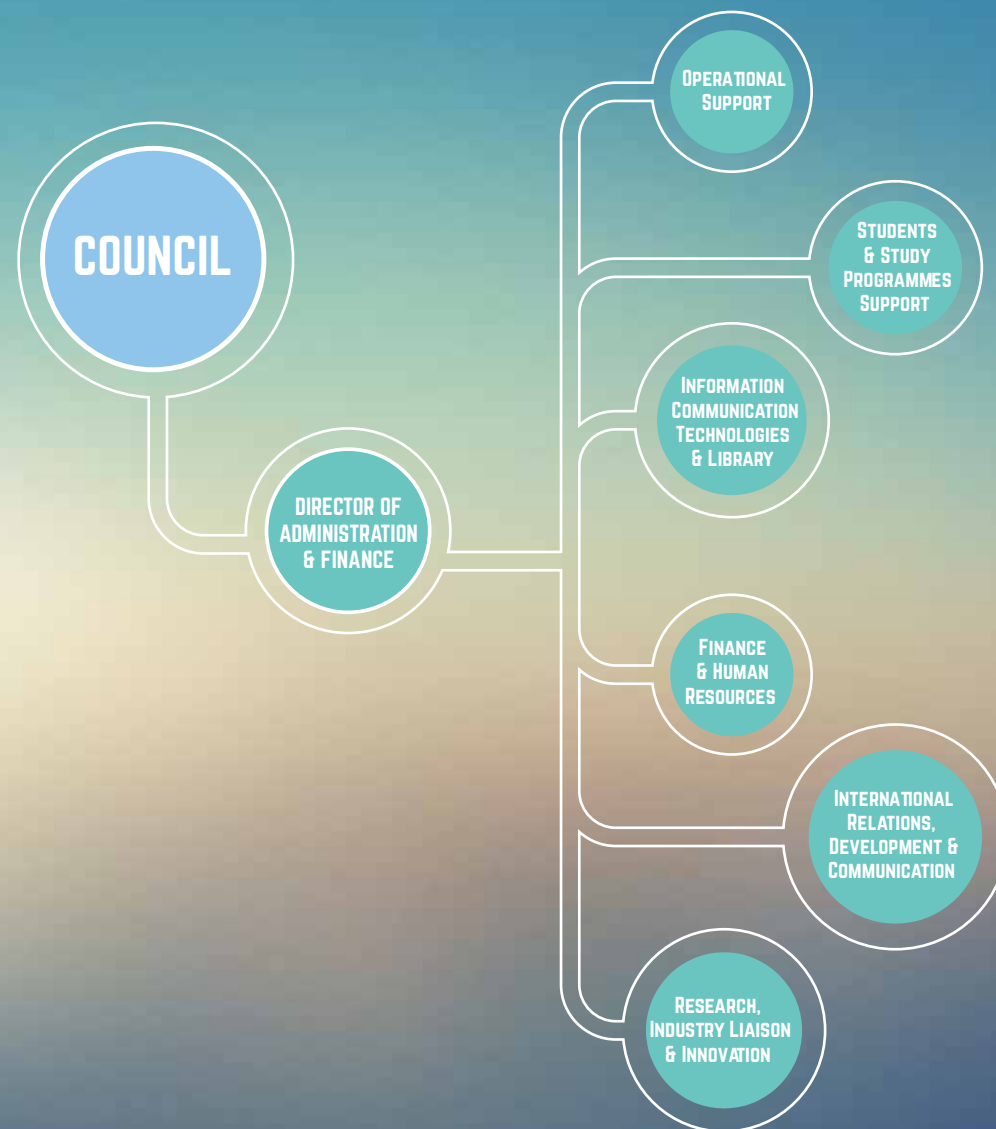 COUNCIL
DIRECTOR OF
ADMINISTRATION
& FINANCE
OPERATIONAL
SUPPORT
STUDENTS
& STUDY
PROGRAMMES
SUPPORT
INFORMATION
COMMUNICATION
TECHNOLOGIES
& LIBRARY
FINANCE
& HUMAN
RESOURCES
INTERNATIONAL
RELATIONS,
DEVELOPMENT &
COMMUNICATION
RESEARCH,
INDUSTRY LIAISON
& INNOVATION